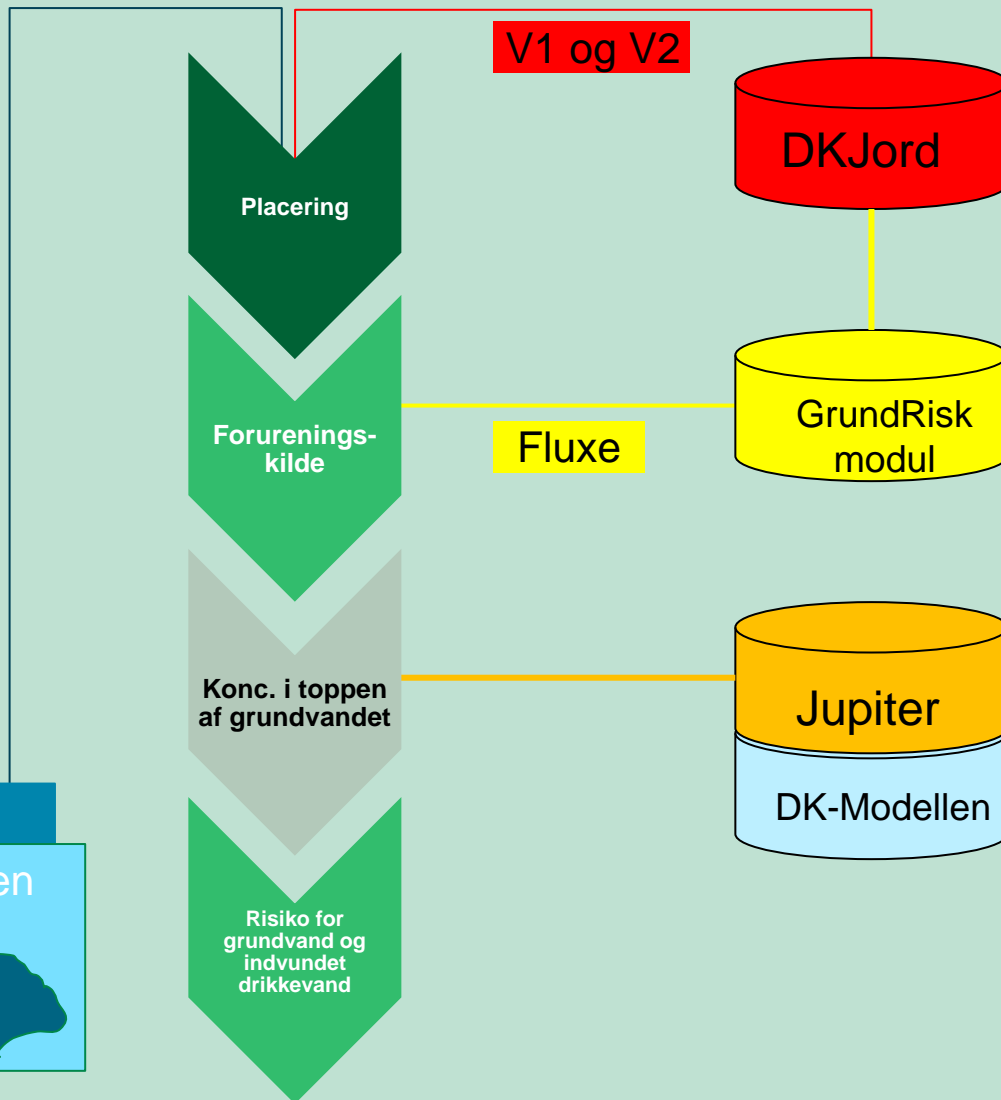 V1 og V2
DKJord
Placering
GrundRisk
modul
Forurenings-
kilde
Fluxe
Konc. i toppen
af grundvandet
Jupiter
DK-Modellen
Risiko for
grundvand og
indvundet
drikkevand